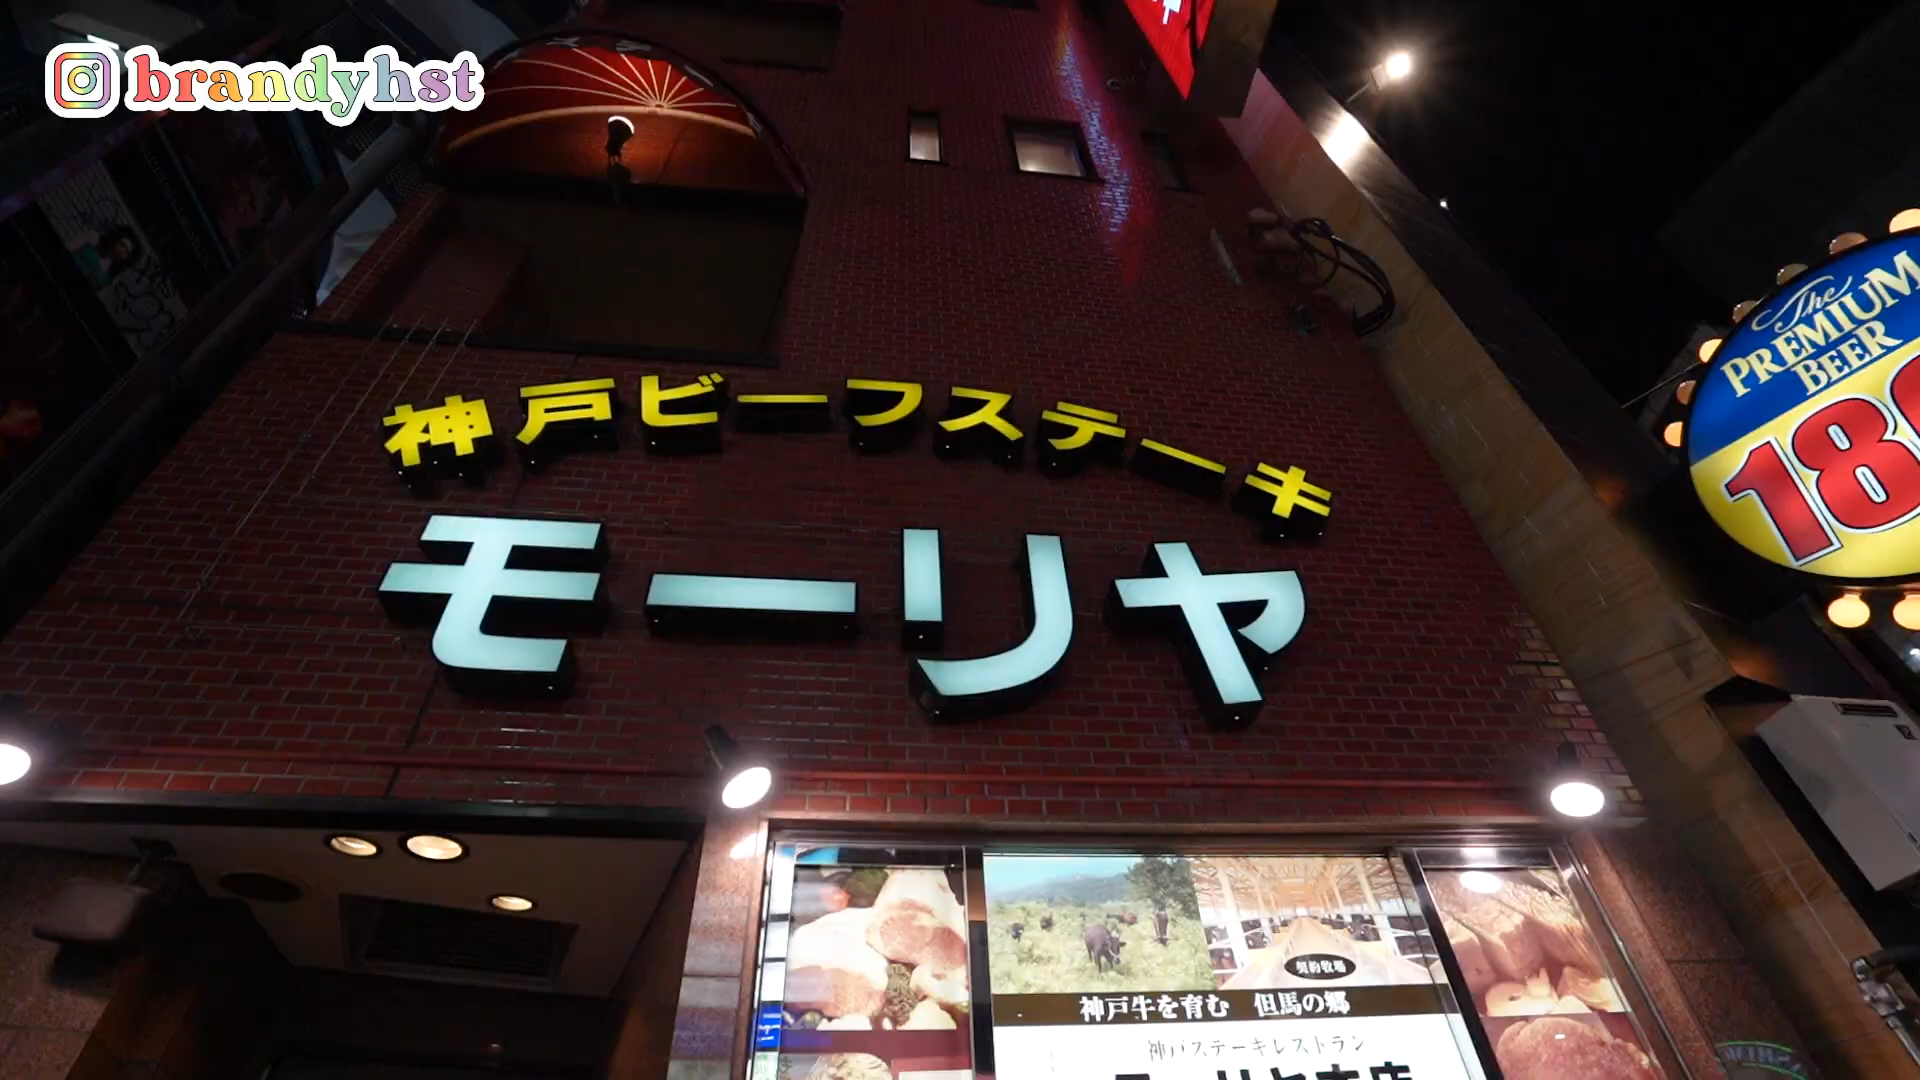 brandyhst
神戸ビーフステーキ
モーリヤ
The
PREMIUM
BEER
契約牧場
神戸牛を育む 但馬の郷
神戸ステーキレストラン